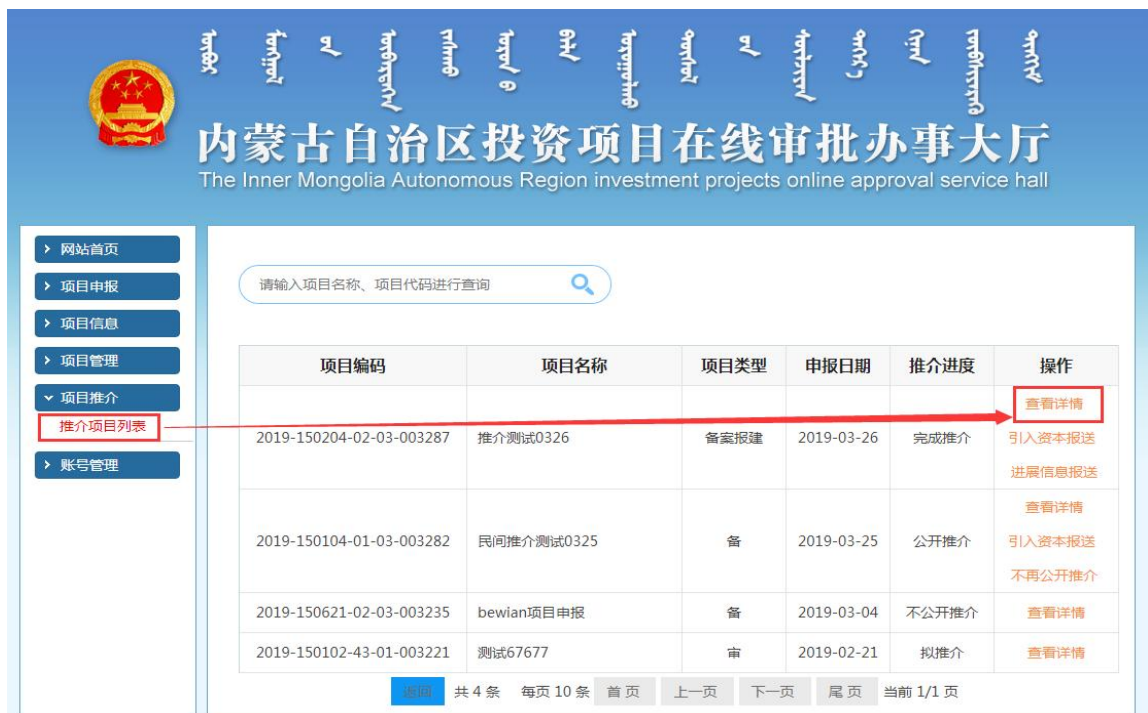 内蒙古自治区投资项目在线审批办事大厅
The Inner Mongolia Autonomous Region investment projects online approval service hall
网站首页
项目申报
项目信息
项目管理
项目推介
推介项目列表
账号管理
请输入项目名称、项目代码进行查询
项目编码 项目名称 项目类型 申报日期 推介进度 操作
2019-150204-02-03-003287 推介测试0326 备案报建 2019-03-26 完成推介 查看详情
引入资本报送
进展信息报送
2019-150104-01-03-003282 民间推介测试0325 备 2019-03-25 公开推介 查看详情
引入资本报送
不再公开推介
2019-150621-02-03-003235 bewian项目申报 备 2019-03-04 不公开推介 查看详情
2019-150102-43-01-003221 测试67677 审 2019-02-21 拟推介 查看详情
返回 共 4 条 每页 10 条 首 页 上一页 下一页 尾 页 当前 1/1 页